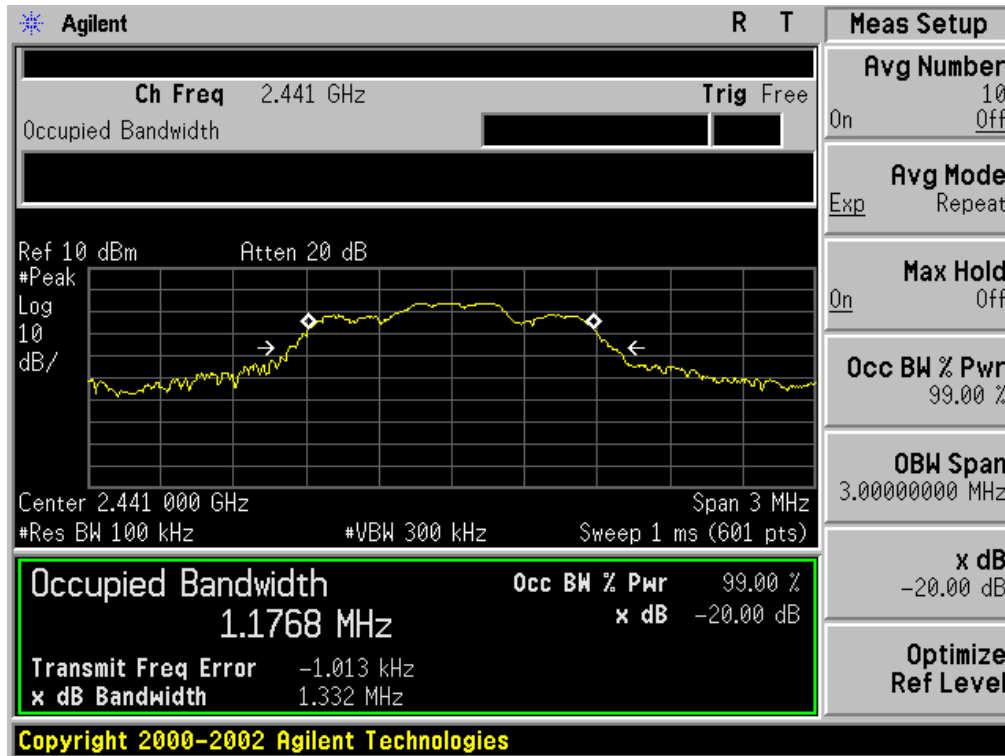 Agilent
R T
Meas Setup
Ch Freq 2.441 GHz
Trig Free
Occupied Bandwidth
Avg Number
10
On Off
Avg Mode
Exp Repeat
Max Hold
On Off
Occ BW % Pwr
99.00 %
OBW Span
3.00000000 MHz
x dB
-20.00 dB
Optimize
Ref Level
Ref 10 dBm Atten 20 dB
#Peak
Log
10
dB/
Center 2.441 000 GHz Span 3 MHz
#Res BW 100 kHz #VBW 300 kHz Sweep 1 ms (601 pts)
Occupied Bandwidth
1.1768 MHz
Occ BW % Pwr 99.00 %
x dB -20.00 dB
Transmit Freq Error -1.013 kHz
x dB Bandwidth 1.332 MHz
Copyright 2000-2002 Agilent Technologies